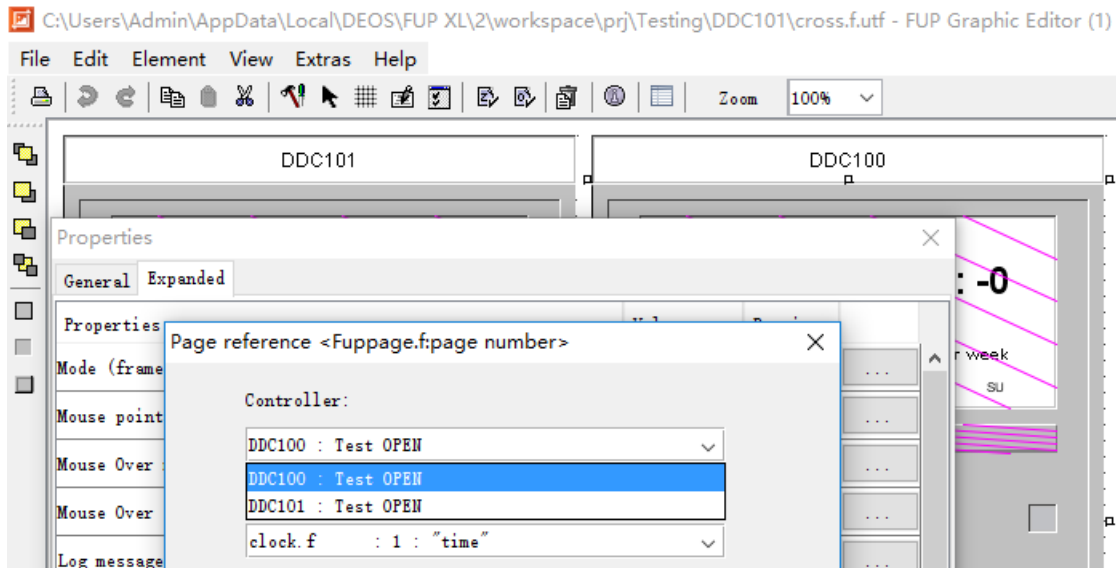 C:\Users\Admin\AppData\Local\DEOS\FUP XL\2\workspace\prj\Testing\DDC101\cross.f.utf - FUP Graphic Editor (1)
File Edit Element View Extras Help
Zoom 100%
DDC101 DDC100
Properties
: -0
General Expanded
Properties
Page reference <Fuppage.f:page number>
Mode (frame ... r week
Controller:
SU
Mouse point ...
DDC100 : Test OPEN
Mouse Over ...
DDC100 : Test OPEN
DDC101 : Test OPEN
Mouse Over ...
clock.f : 1 : "time"
Log message ...